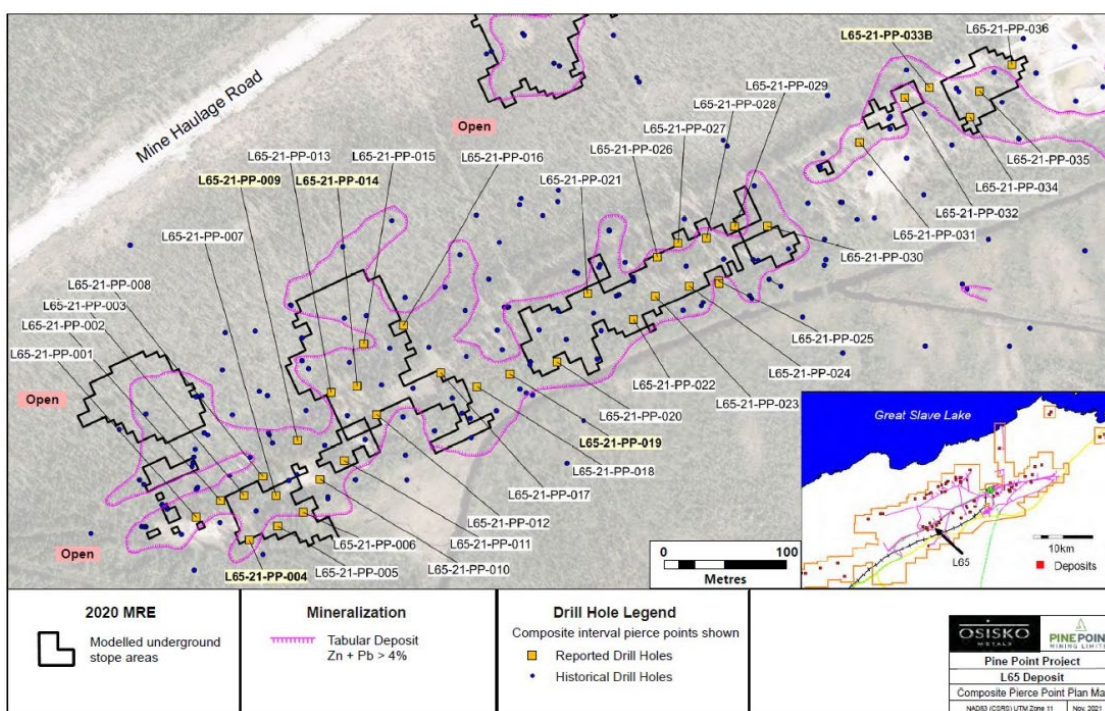 L65-21-PP-036
L65-21-PP-033B
L65-21-PP-029
L65-21-PP-028
L65-21-PP-027
L65-21-PP-026
L65-21-PP-021
Mine Haulage Road
Open
L65-21-PP-013
L65-21-PP-015
L65-21-PP-016
L65-21-PP-009
L65-21-PP-014
L65-21-PP-007
L65-21-PP-008
L65-21-PP-003
L65-21-PP-002
L65-21-PP-001
L65-21-PP-035
L65-21-PP-034
L65-21-PP-032
L65-21-PP-031
L65-21-PP-030
L65-21-PP-025
L65-21-PP-024
L65-21-PP-022
L65-21-PP-023
L65-21-PP-020
L65-21-PP-019
L65-21-PP-018
L65-21-PP-017
L65-21-PP-012
L65-21-PP-011
L65-21-PP-006
L65-21-PP-010
L65-21-PP-005
L65-21-PP-004
Open
Open
0 100
Metres
Great Slave Lake
L65
10km
Deposits
2020 MRE
Modelled underground
stope areas
Mineralization
Tabular Deposit
Zn + Pb > 4%
Drill Hole Legend
Composite interval pierce points shown
Reported Drill Holes
Historical Drill Holes
OSISKO
METALS
PINE POINT
MINING LIMITED
Pine Point Project
L65 Deposit
Composite Pierce Point Plan Ma
NAD83 (CSRS) UTM Zone 11
Nov. 2021